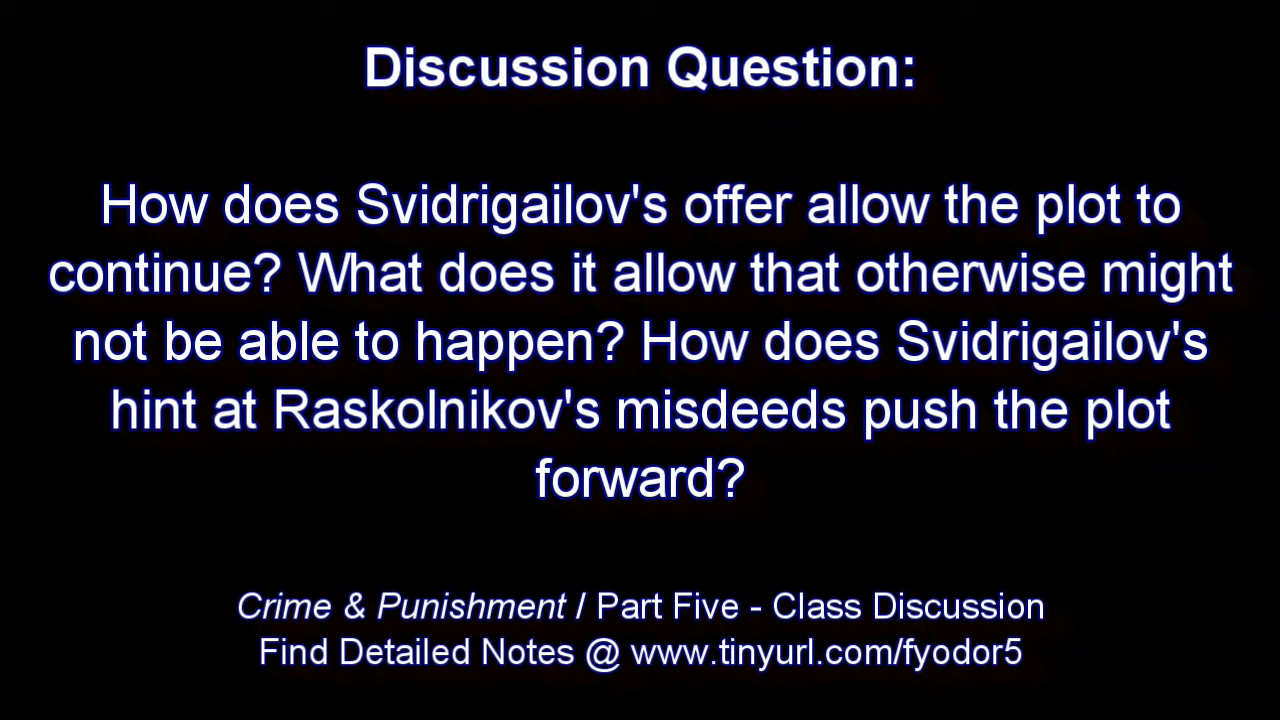 Discussion Question:
How does Svidrigailov's offer allow the plot to
continue? What does it allow that otherwise might
not be able to happen? How does Svidrigailov's
hint at Raskolnikov's misdeeds push the plot
forward?
Crime & Punishment / Part Five - Class Discussion
Find Detailed Notes @ www.tinyurl.com/fyodor5